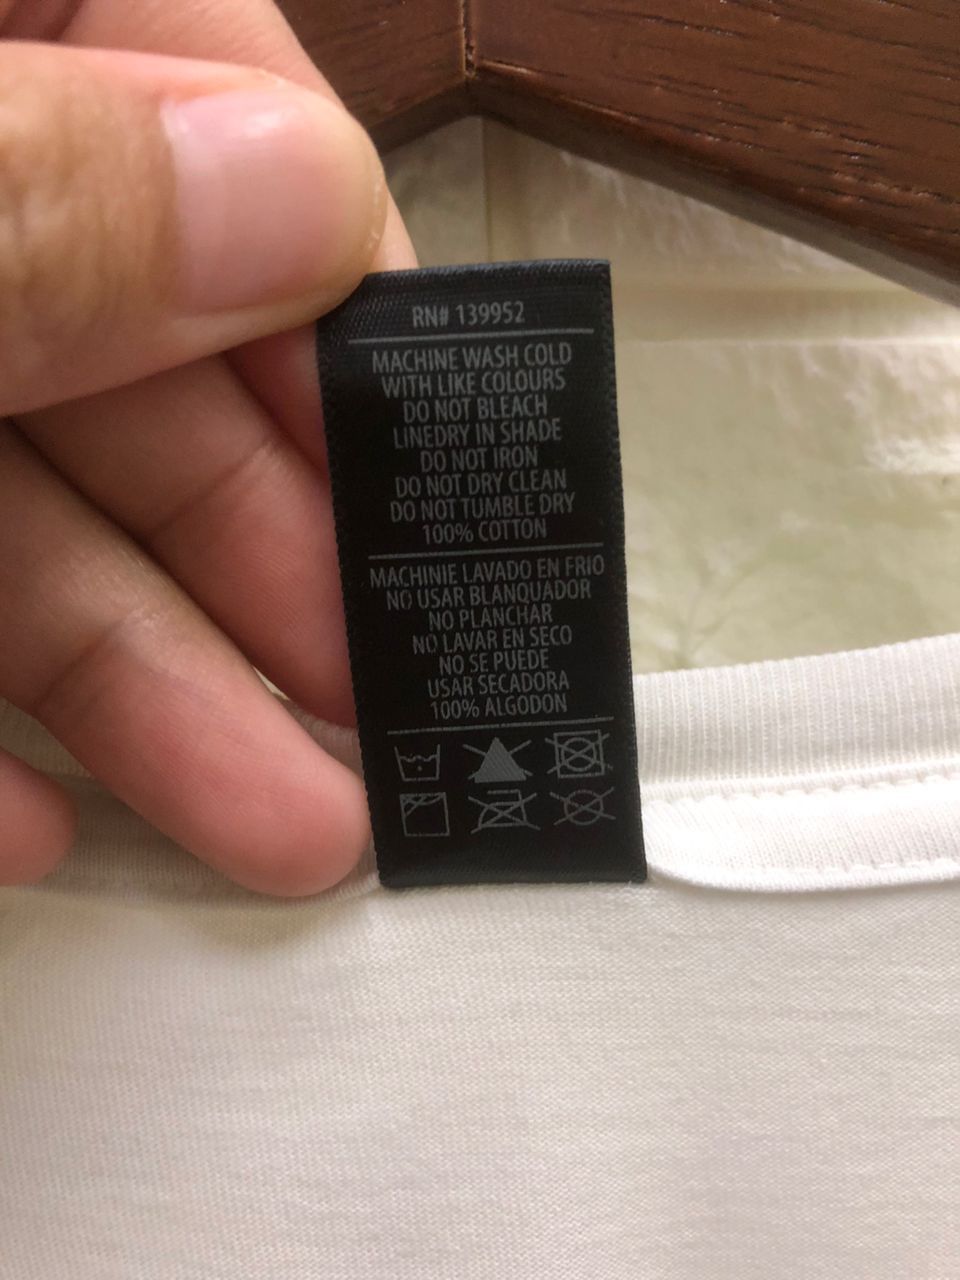 RN# 139952
MACHINE WASH COLD
WITH LIKE COLOURS
DO NOT BLEACH
LINEDRY IN SHADE
DO NOT IRON
DO NOT DRY CLEAN
DO NOT TUMBLE DRY
100% COTTON
MACHINIE LAVADO EN FRIO
NO USAR BLANQUADOR
NO PLANCHAR
NO LAVAR EN SECO
NO SE PUEDE
USAR SECADORA
100% ALGODON